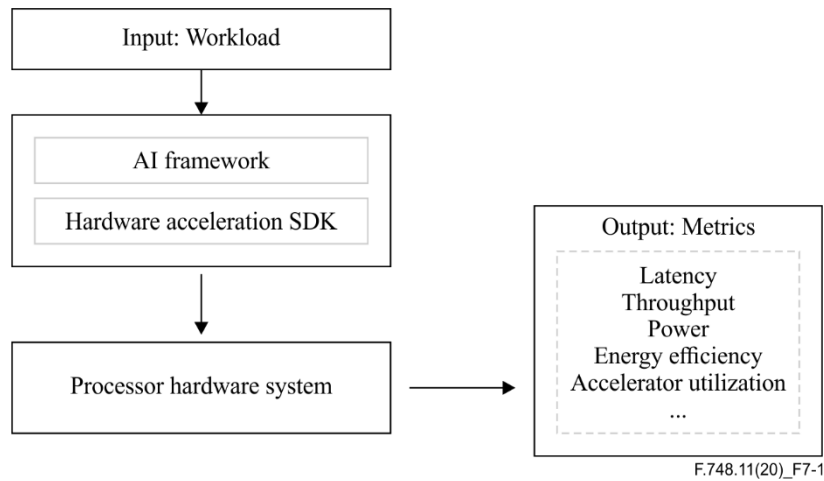 Input: Workload
AI framework
Hardware acceleration SDK
Processor hardware system
Output: Metrics
Latency
Throughput
Power
Energy efficiency
Accelerator utilization
...
F.748.11(20)_F7-1